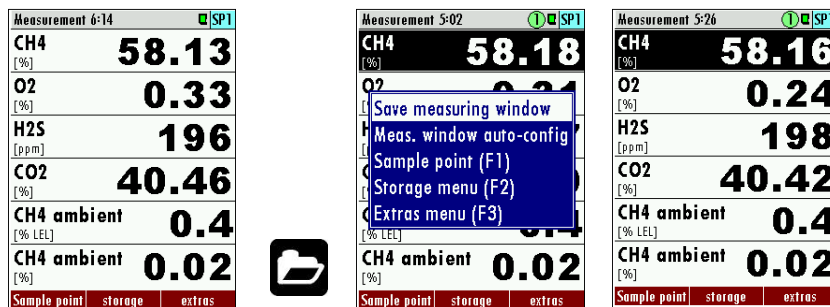 Measurement 6:14 SP1
CH4 58.13
[%]
O2 0.33
[%]
H2S 196
[ppm]
CO2 40.46
[%]
CH4 ambient 0.4
[% LEL]
CH4 ambient 0.02
[%]
Sample point storage extras
Measurement 5:02 1 SP1
CH4 58.18
[%]
O2
Save measuring window
Meas. window auto-config
Sample point (F1)
Storage menu (F2)
Extras menu (F3)
[% LEL]
CH4 ambient 0.02
[%]
Sample point storage extras
Measurement 5:26 1 SP1
CH4 58.16
[%]
O2 0.24
[%]
H2S 198
[ppm]
CO2 40.42
[%]
CH4 ambient 0.4
[% LEL]
CH4 ambient 0.02
[%]
Sample point storage extras